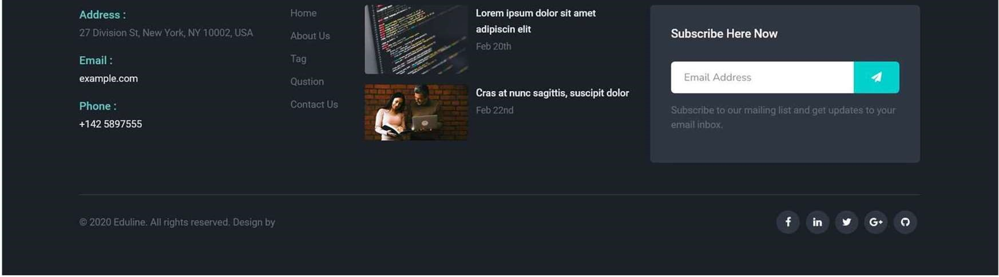 Address :
27 Division St, New York, NY 10002, USA
Email :
example.com
Phone :
+142 5897555
Home
About Us
Tag
Qustion
Contact Us
Lorem ipsum dolor sit amet
adipiscin elit
Feb 20th
Cras at nunc sagittis, suscipit dolor
Feb 22nd
Subscribe Here Now
Email Address
Subscribe to our mailing list and get updates to your
email inbox.
© 2020 Eduline. All rights reserved. Design by